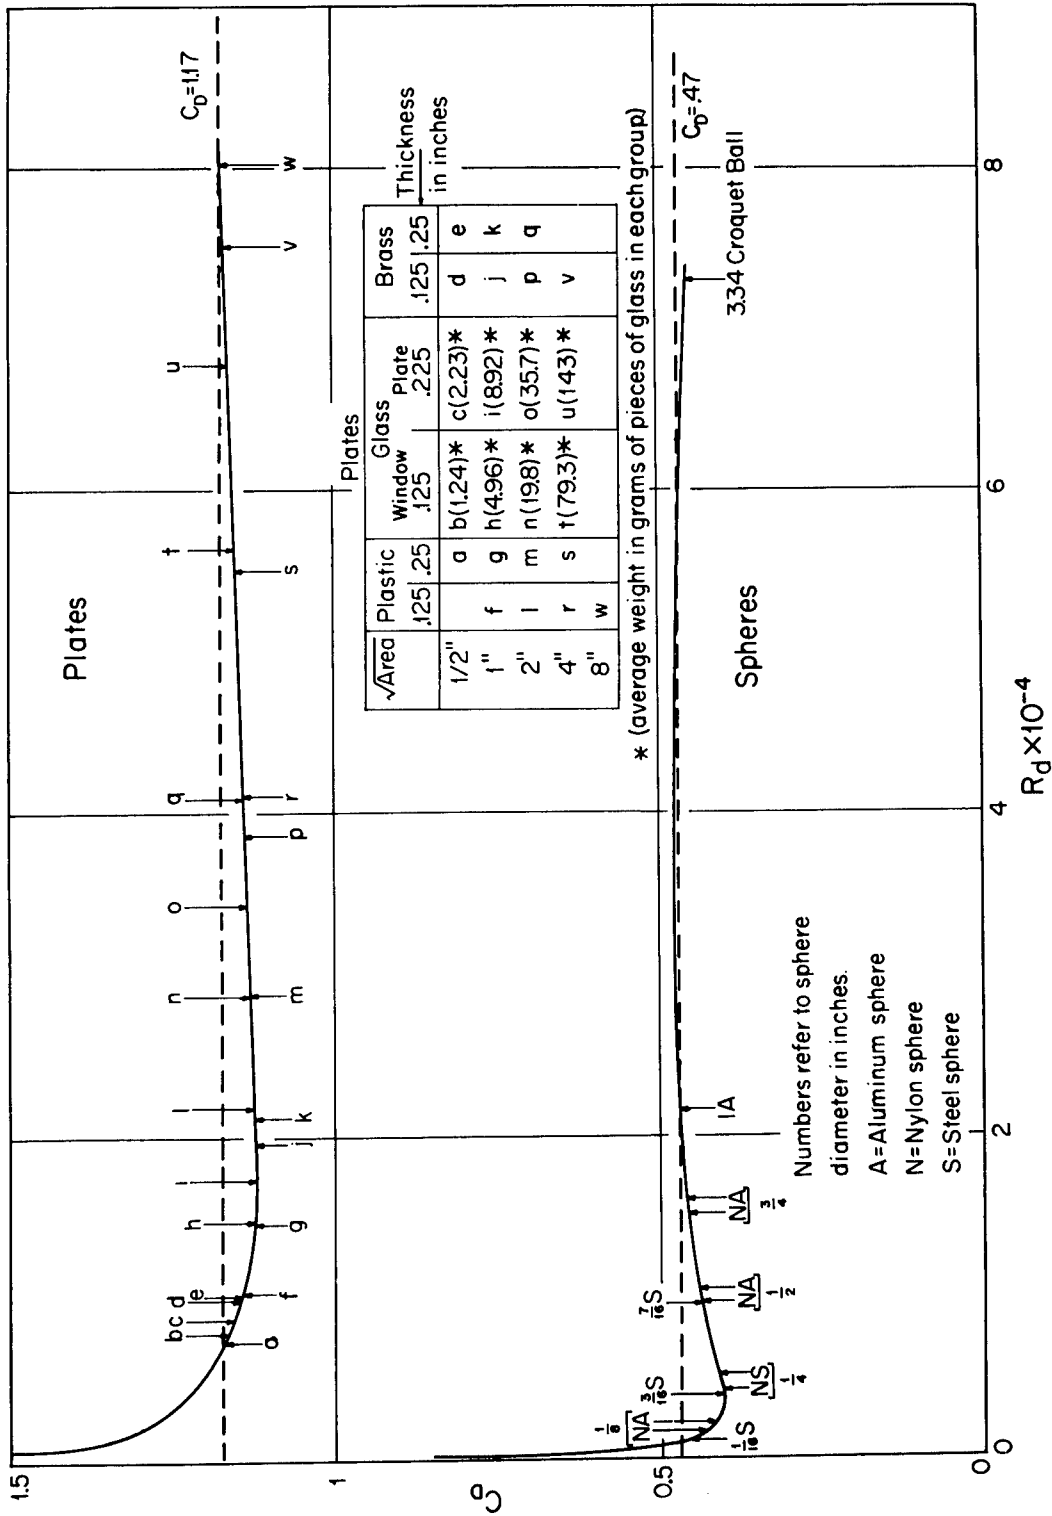 Plates
C_D=1.17
b c d e h i l n o q t u
a f g j k m p r s v w
Plates
√Area Plastic Glass Brass Thickness in inches
Window Plate
.125 .25 .125 .225 .125 .25
1/2" a b(1.24)* c(2.23)* d e
1" f g h(4.96)* i(8.92)* j k
2" l m n(19.8)* o(35.7)* p q
4" r s t(79.3)* u(143)* v
8" w
* (average weight in grams of pieces of glass in each group)
Spheres
C_D=.47
3.34 Croquet Ball
1/8 NA 3/16 S 7/16 S
1/16 S NS 1/4 NA 1/2 NA 3/4 1A
Numbers refer to sphere
diameter in inches.
A=Aluminum sphere
N=Nylon sphere
S=Steel sphere
1.5
1
0.5
0
C_D
0 2 4 6 8
R_d ×10⁻⁴